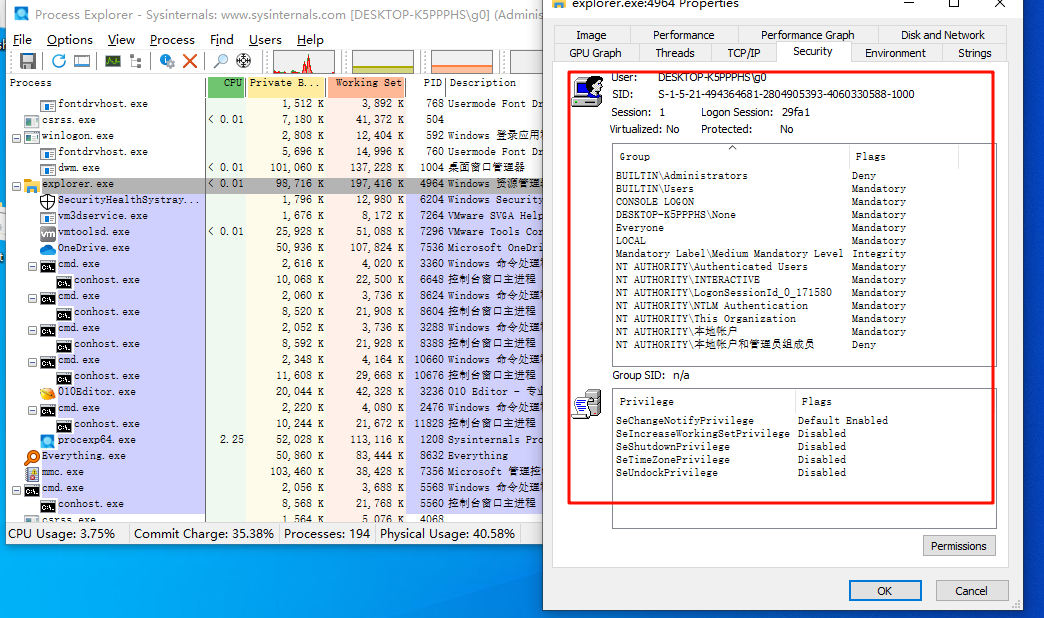 Process Explorer - Sysinternals: www.sysinternals.com [DESKTOP-K5PPPHS\g0] (Admini
File Options View Process Find Users Help
Process CPU Private B... Working Set PID Description
fontdrvhost.exe 1,512 K 3,892 K 768 Usermode Font Dr
csrss.exe < 0.01 7,180 K 41,372 K 504
winlogon.exe 2,808 K 12,404 K 592 Windows 登录应用
fontdrvhost.exe 5,696 K 14,996 K 760 Usermode Font Dr
dwm.exe < 0.01 101,060 K 137,228 K 1004 桌面窗口管理器
explorer.exe < 0.01 98,716 K 197,416 K 4964 Windows 资源管理
SecurityHealthSystray... 1,796 K 12,980 K 6204 Windows Security
vm3dservice.exe 1,676 K 8,172 K 7264 VMware SVGA Help
vmtoolsd.exe < 0.01 25,928 K 51,088 K 7296 VMware Tools Cor
OneDrive.exe 50,936 K 107,824 K 7536 Microsoft OneDri
cmd.exe 2,616 K 4,020 K 3360 Windows 命令处理
conhost.exe 10,068 K 22,500 K 6648 控制台窗口主进程
cmd.exe 2,060 K 3,736 K 8624 Windows 命令处理
conhost.exe 8,520 K 21,908 K 8604 控制台窗口主进程
cmd.exe 2,052 K 3,736 K 3288 Windows 命令处理
conhost.exe 8,592 K 21,928 K 8388 控制台窗口主进程
cmd.exe 2,348 K 4,164 K 10660 Windows 命令处理
conhost.exe 11,608 K 29,668 K 10676 控制台窗口主进程
010Editor.exe 20,044 K 42,328 K 3236 010 Editor - 专业
cmd.exe 2,220 K 4,080 K 2476 Windows 命令处理
conhost.exe 10,244 K 21,672 K 11828 控制台窗口主进程
procexp64.exe 2.25 52,028 K 113,116 K 1208 Sysinternals Pro
Everything.exe 50,860 K 83,444 K 8632 Everything
mmc.exe 103,460 K 38,428 K 7356 Microsoft 管理控
cmd.exe 2,056 K 3,688 K 5568 Windows 命令处理
conhost.exe 8,568 K 21,768 K 5560 控制台窗口主进程
csrss.exe 1,564 K 5,076 K 4068
CPU Usage: 3.75% Commit Charge: 35.38% Processes: 194 Physical Usage: 40.58%
explorer.exe:4964 Properties
Image Performance Performance Graph Disk and Network
GPU Graph Threads TCP/IP Security Environment Strings
User: DESKTOP-K5PPPHS\g0
SID: S-1-5-21-494364681-2804905393-4060330588-1000
Session: 1 Logon Session: 29fa1
Virtualized: No Protected: No
Group Flags
BUILTIN\Administrators Deny
BUILTIN\Users Mandatory
CONSOLE LOGON Mandatory
DESKTOP-K5PPPHS\None Mandatory
Everyone Mandatory
LOCAL Mandatory
Mandatory Label\Medium Mandatory Level Integrity
NT AUTHORITY\Authenticated Users Mandatory
NT AUTHORITY\INTERACTIVE Mandatory
NT AUTHORITY\LogonSessionId_0_171580 Mandatory
NT AUTHORITY\NTLM Authentication Mandatory
NT AUTHORITY\This Organization Mandatory
NT AUTHORITY\本地帐户 Mandatory
NT AUTHORITY\本地帐户和管理员组成员 Deny
Group SID: n/a
Privilege Flags
SeChangeNotifyPrivilege Default Enabled
SeIncreaseWorkingSetPrivilege Disabled
SeShutdownPrivilege Disabled
SeTimeZonePrivilege Disabled
SeUndockPrivilege Disabled
Permissions
OK Cancel